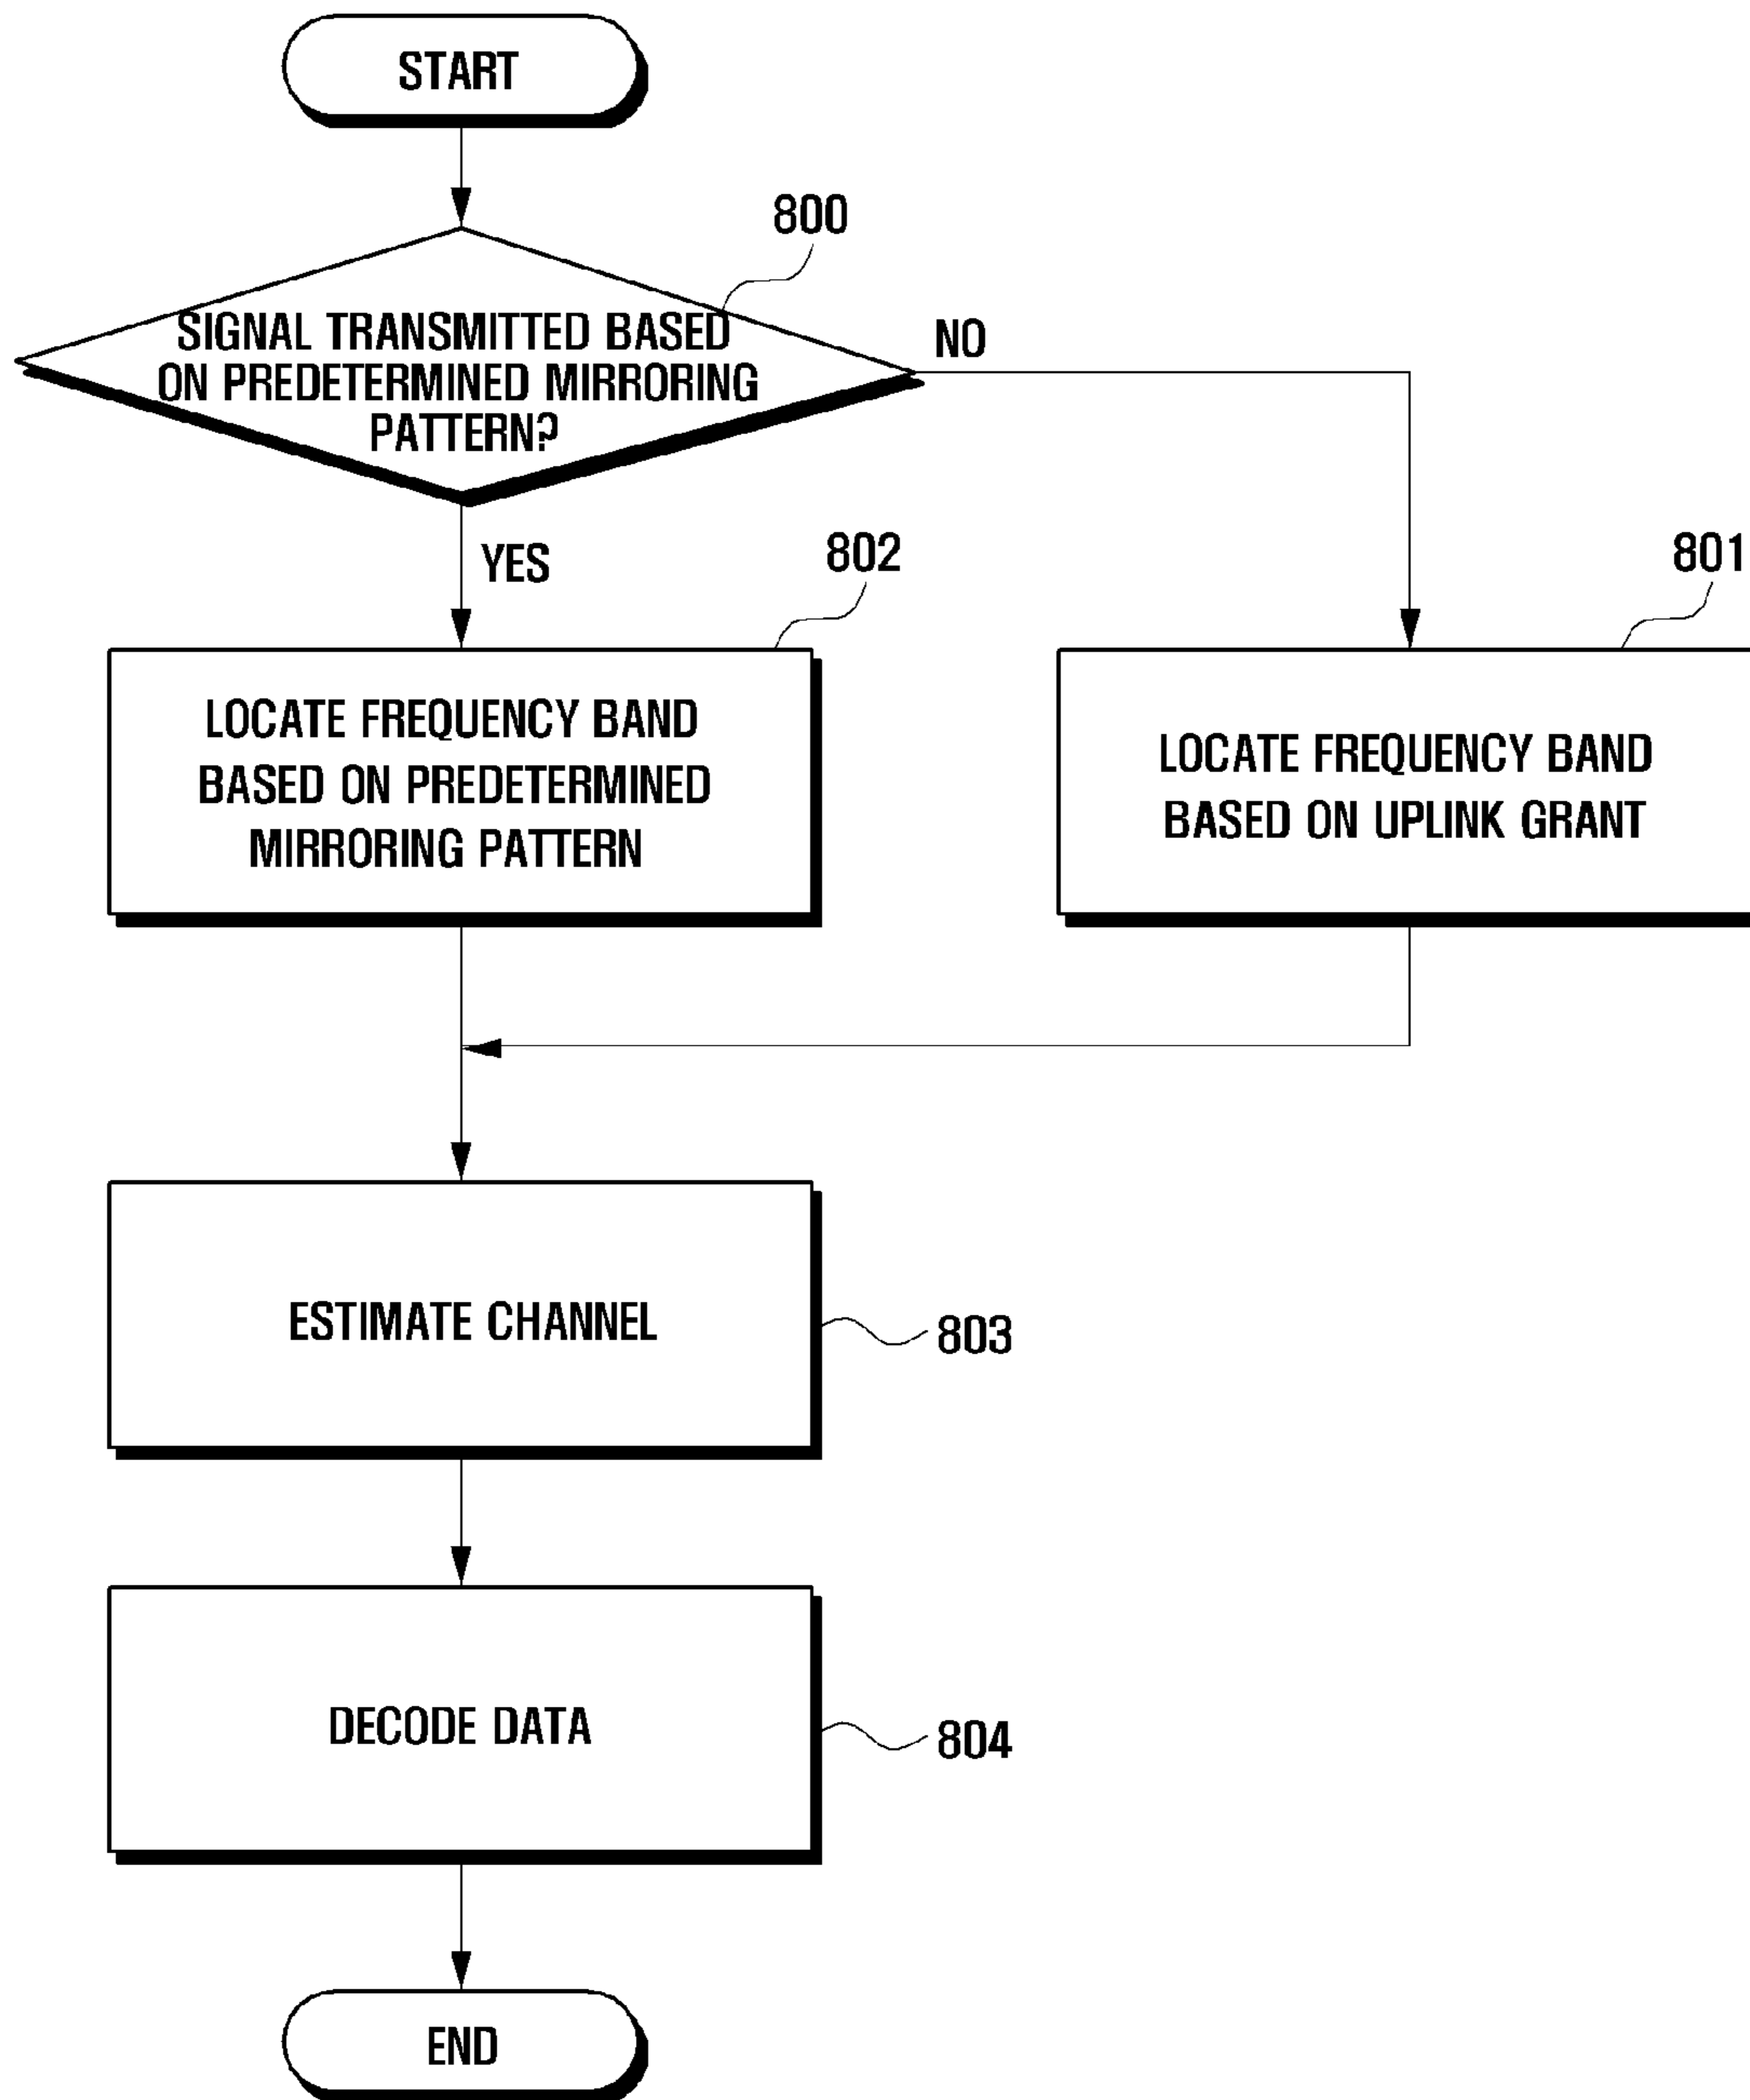 START
800
SIGNAL TRANSMITTED BASED
ON PREDETERMINED MIRRORING
PATTERN?
NO
YES
802
801
LOCATE FREQUENCY BAND
BASED ON PREDETERMINED
MIRRORING PATTERN
LOCATE FREQUENCY BAND
BASED ON UPLINK GRANT
ESTIMATE CHANNEL
803
DECODE DATA
804
END